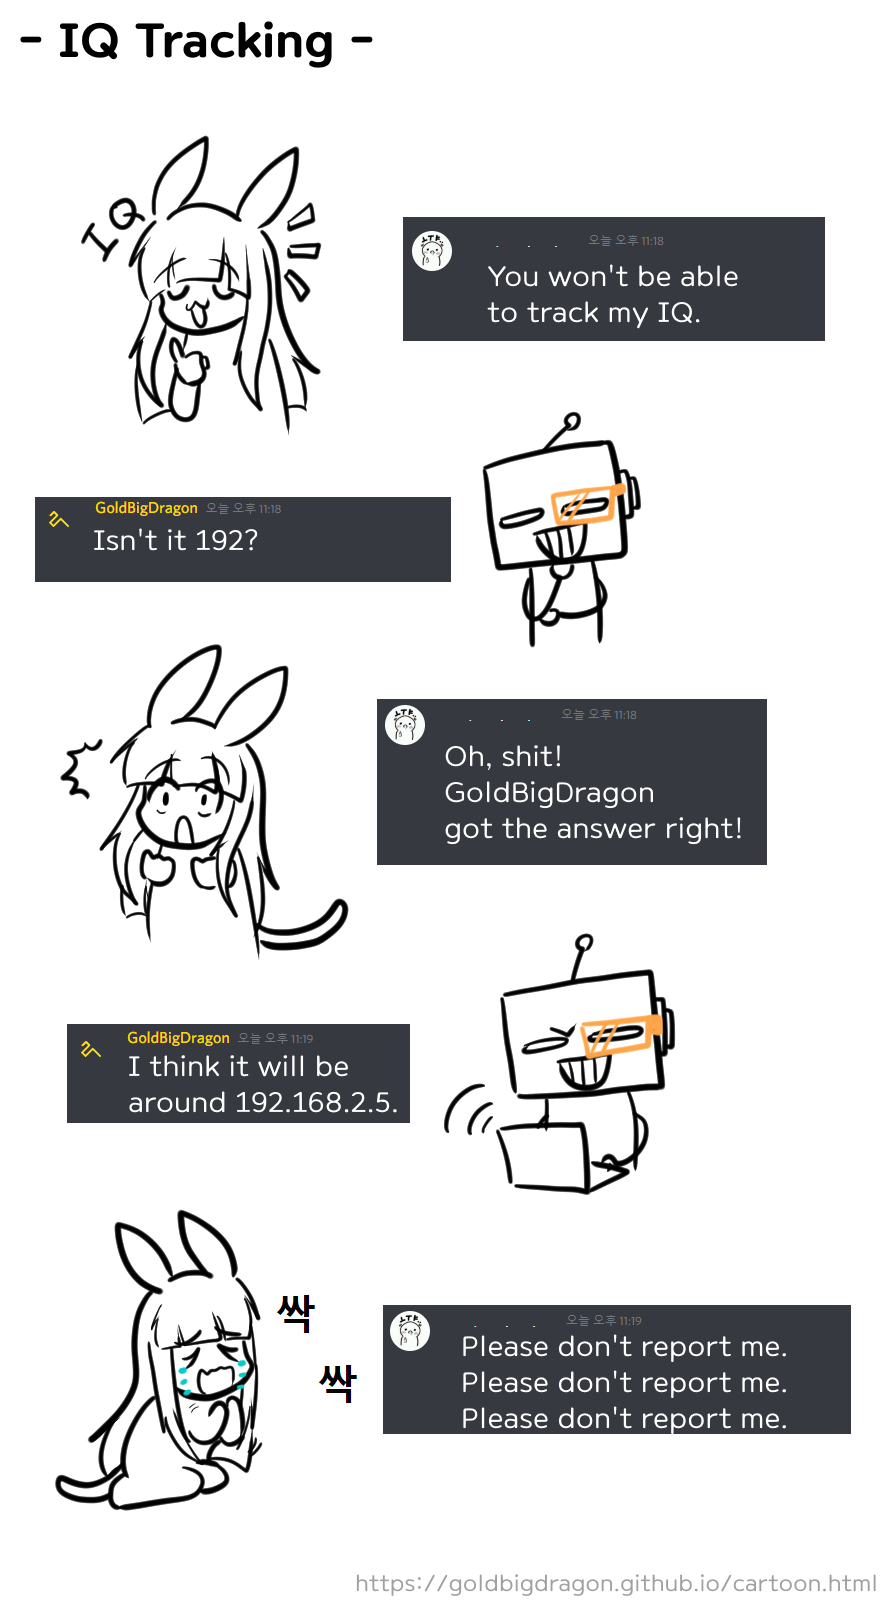 - IQ Tracking -
IQ
오늘 오후 11:18
You won't be able
to track my IQ.
GoldBigDragon 오늘 오후 11:18
Isn't it 192?
오늘 오후 11:18
Oh, shit!
GoldBigDragon
got the answer right!
GoldBigDragon 오늘 오후 11:19
I think it will be
around 192.168.2.5.
싹
싹
오늘 오후 11:19
Please don't report me.
Please don't report me.
Please don't report me.
https://goldbigdragon.github.io/cartoon.html